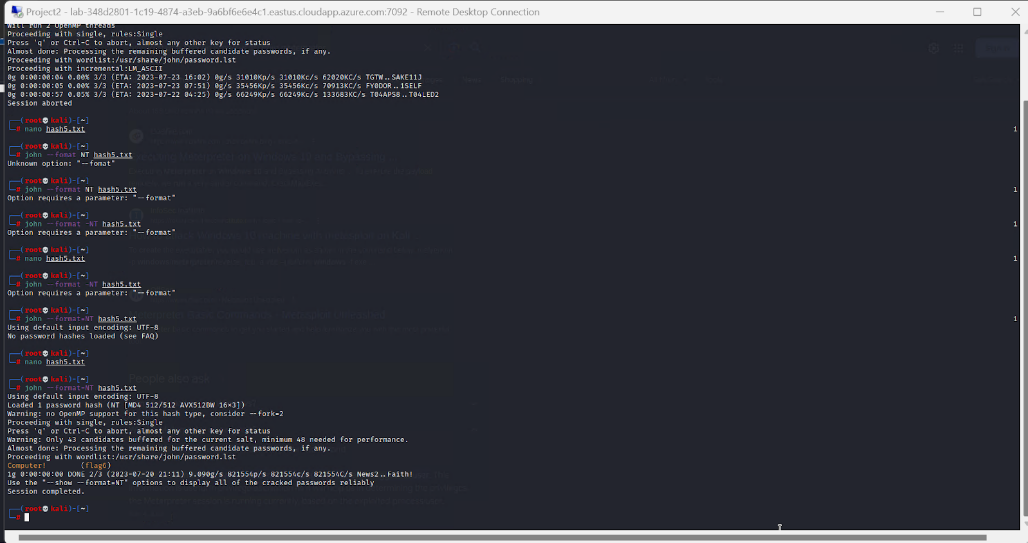 Project2 - lab-348d2801-1c19-4874-a3eb-9a6bf6e6e4c1.eastus.cloudapp.azure.com:7092 - Remote Desktop Connection
Will run 2 OpenMP threads
Proceeding with single, rules:Single
Press 'q' or Ctrl-C to abort, almost any other key for status
Almost done: Processing the remaining buffered candidate passwords, if any.
Proceeding with wordlist:/usr/share/john/password.lst
Proceeding with incremental:LM_ASCII
0g 0:00:00:04 0.00% 3/3 (ETA: 2023-07-23 16:02) 0g/s 31010Kp/s 31010Kc/s 62020KC/s TGTW..SAKE11J
0g 0:00:00:05 0.00% 3/3 (ETA: 2023-07-23 07:51) 0g/s 35456Kp/s 35456Kc/s 70913KC/s FY0DOR..1SELF
0g 0:00:00:57 0.05% 3/3 (ETA: 2023-07-22 04:25) 0g/s 66249Kp/s 66249Kc/s 133683KC/s T04APSB..T04LED2
Session aborted
┌──(root💀kali)-[~]
└─# nano hash5.txt
1
┌──(root💀kali)-[~]
└─# john --fomat NT hash5.txt
Unknown option: "--fomat"
┌──(root💀kali)-[~]
└─# john --format NT hash5.txt
1
Option requires a parameter: "--format"
┌──(root💀kali)-[~]
└─# john --format -NT hash5.txt
1
Option requires a parameter: "--format"
┌──(root💀kali)-[~]
└─# nano hash5.txt
1
┌──(root💀kali)-[~]
└─# john --format -NT hash5.txt
Option requires a parameter: "--format"
┌──(root💀kali)-[~]
└─# john --format=NT hash5.txt
1
Using default input encoding: UTF-8
No password hashes loaded (see FAQ)
┌──(root💀kali)-[~]
└─# nano hash5.txt
┌──(root💀kali)-[~]
└─# john --format=NT hash5.txt
Using default input encoding: UTF-8
Loaded 1 password hash (NT [MD4 512/512 AVX512BW 16×3])
Warning: no OpenMP support for this hash type, consider --fork=2
Proceeding with single, rules:Single
Press 'q' or Ctrl-C to abort, almost any other key for status
Warning: Only 43 candidates buffered for the current salt, minimum 48 needed for performance.
Almost done: Processing the remaining buffered candidate passwords, if any.
Proceeding with wordlist:/usr/share/john/password.lst
Computer! (flagO)
1g 0:00:00:00 DONE 2/3 (2023-07-20 21:11) 9.090g/s 821554p/s 821554c/s 821554C/s News2..Faith!
Use the "--show --format=NT" options to display all of the cracked passwords reliably
Session completed.
┌──(root💀kali)-[~]
└─#